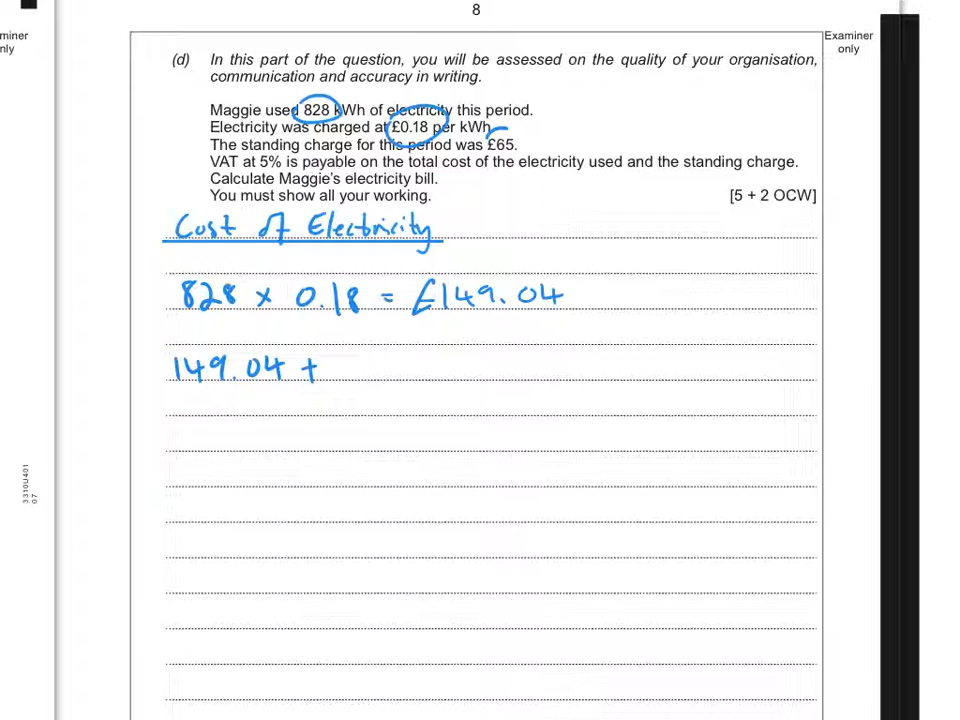 8
miner
nly
Examiner
only
(d) In this part of the question, you will be assessed on the quality of your organisation,
communication and accuracy in writing.
Maggie used 828 kWh of electricity this period.
Electricity was charged at £0.18 per kWh.
The standing charge for this period was £65.
VAT at 5% is payable on the total cost of the electricity used and the standing charge.
Calculate Maggie's electricity bill.
You must show all your working. [5 + 2 OCW]
Cost of Electricity
828 × 0.18 = £149.04
149.04 +
3310U401
07